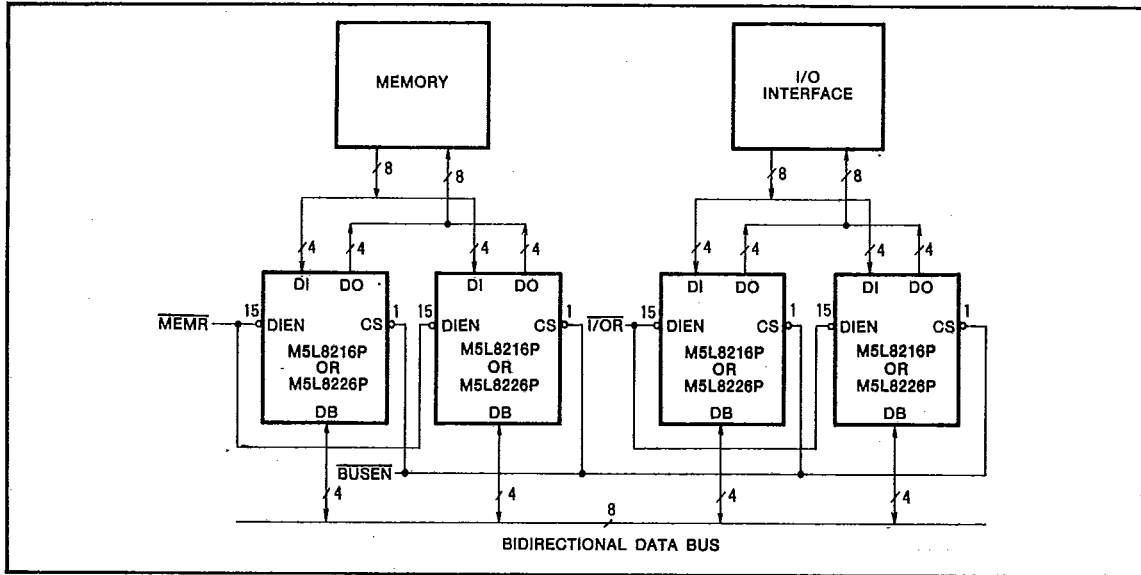 MEMORY
I/O
INTERFACE
8
8
8
8
4
4
4
4
4
4
4
4
DI DO
DI DO
DI DO
DI DO
M̅E̅M̅R̅
15
DIEN
CS
1
15
DIEN
CS
1
I̅/̅O̅R̅
15
DIEN
CS
1
15
DIEN
CS
1
M5L8216P
OR
M5L8226P
M5L8216P
OR
M5L8226P
M5L8216P
OR
M5L8226P
M5L8216P
OR
M5L8226P
DB
DB
DB
DB
B̅U̅S̅E̅N̅
4
4
4
4
8
BIDIRECTIONAL DATA BUS